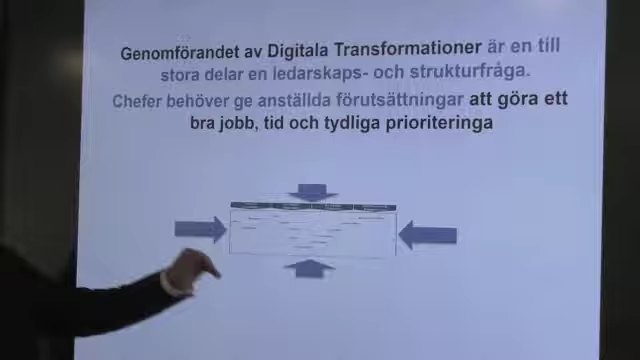 Genomförandet av Digitala Transformationer är en till
stora delar en ledarskaps- och strukturfråga.
Chefer behöver ge anställda förutsättningar att göra ett
bra jobb, tid och tydliga prioriteringa